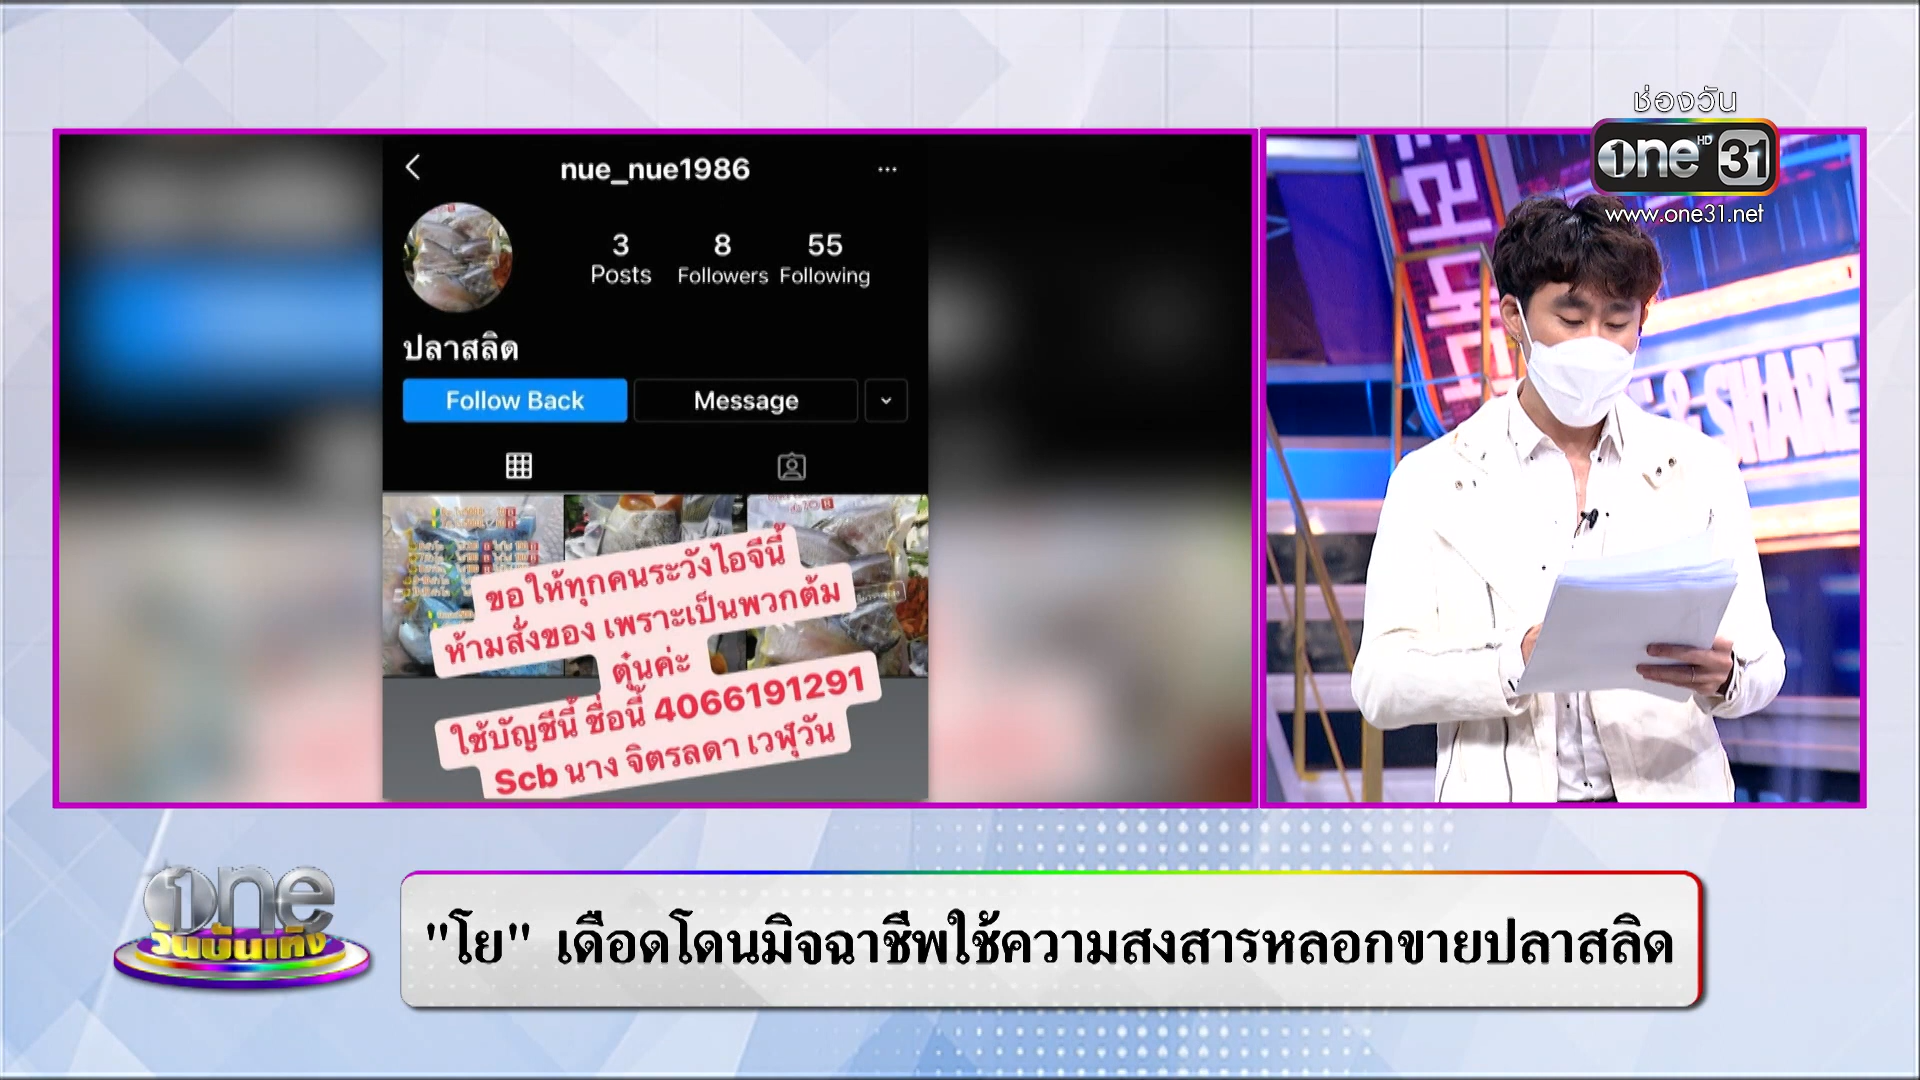 ช่องวัน
one HD 31
www.one31.net
nue_nue1986
3
8
55
Posts
Followers
Following
ปลาสลิด
Follow Back
Message
ขอให้ทุกคนระวังไอจีนี้
ห้ามสั่งของ เพราะเป็นพวกต้ม
ตุ๋นค่ะ
ใช้บัญชีนี้ ชื่อนี้ 4066191291
Scb นาง จิตรลดา เวฬุวัน
& SHARE
one
วันบันเทิง
"โย" เดือดโดนมิจฉาชีพใช้ความสงสารหลอกขายปลาสลิด